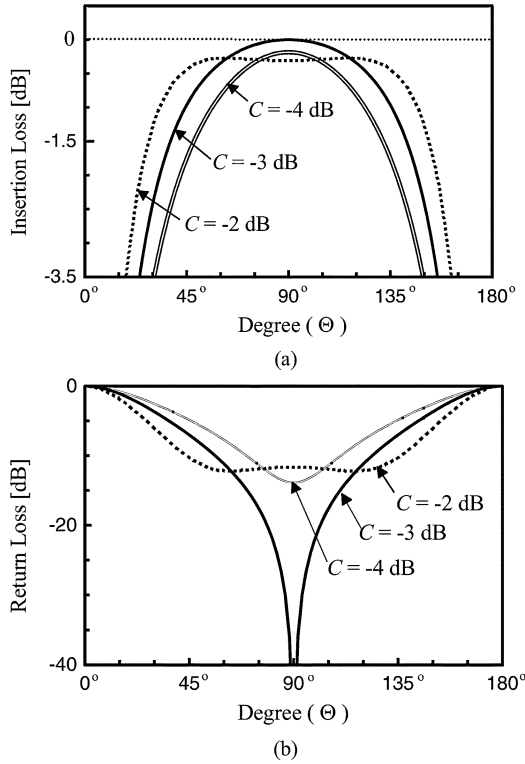 0
-1.5
-3.5
Insertion Loss [dB]
C = -4 dB
C = -3 dB
C = -2 dB
0° 45° 90° 135° 180°
Degree ( Θ )
(a)
0
-20
-40
Return Loss [dB]
C = -2 dB
C = -3 dB
C = -4 dB
0° 45° 90° 135° 180°
Degree ( Θ )
(b)